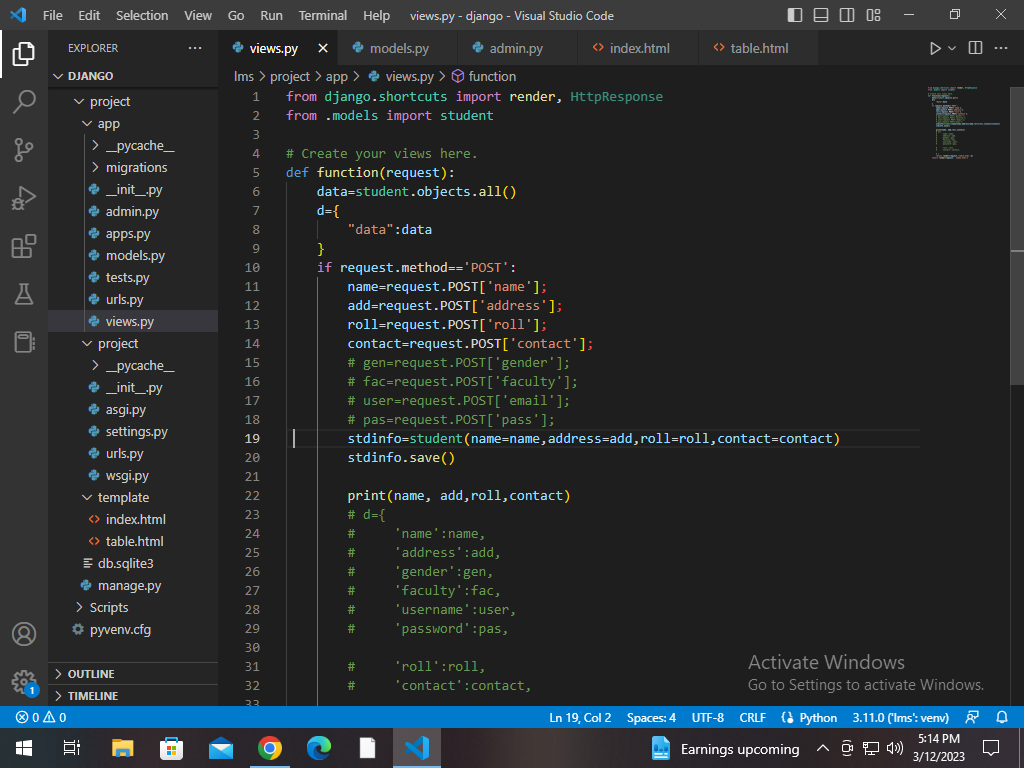 File Edit Selection View Go Run Terminal Help views.py - django - Visual Studio Code
EXPLORER
DJANGO
project
app
__pycache__
migrations
__init__.py
admin.py
apps.py
models.py
tests.py
urls.py
views.py
project
__pycache__
__init__.py
asgi.py
settings.py
urls.py
wsgi.py
template
index.html
table.html
db.sqlite3
manage.py
Scripts
pyvenv.cfg
OUTLINE
TIMELINE
1
views.py models.py admin.py index.html table.html
lms > project > app > views.py > function
1 from django.shortcuts import render, HttpResponse
2 from .models import student
3
4 # Create your views here.
5 def function(request):
6 data=student.objects.all()
7 d={
8 "data":data
9 }
10 if request.method=='POST':
11 name=request.POST['name'];
12 add=request.POST['address'];
13 roll=request.POST['roll'];
14 contact=request.POST['contact'];
15 # gen=request.POST['gender'];
16 # fac=request.POST['faculty'];
17 # user=request.POST['email'];
18 # pas=request.POST['pass'];
19 stdinfo=student(name=name,address=add,roll=roll,contact=contact)
20 stdinfo.save()
21
22 print(name, add,roll,contact)
23 # d={
24 # 'name':name,
25 # 'address':add,
26 # 'gender':gen,
27 # 'faculty':fac,
28 # 'username':user,
29 # 'password':pas,
30
31 # 'roll':roll,
32 # 'contact':contact,
33
Activate Windows
Go to Settings to activate Windows.
0 0 Ln 19, Col 2 Spaces: 4 UTF-8 CRLF Python 3.11.0 ('lms': venv)
Earnings upcoming
5:14 PM
3/12/2023